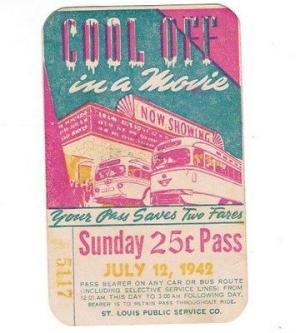 COOL OFF
in a Movie
NOW SHOWING
Your Pass Saves Two Fares
Sunday 25¢ Pass
JULY 12, 1942
5117
PASS BEARER ON ANY CAR OR BUS ROUTE
(INCLUDING SELECTIVE SERVICE LINES) FROM
12:01 AM. THIS DAY TO 3:00 AM. FOLLOWING DAY,
BEARER IS TO RETAIN PASS THROUGHOUT RIDE.
ST. LOUIS PUBLIC SERVICE CO.